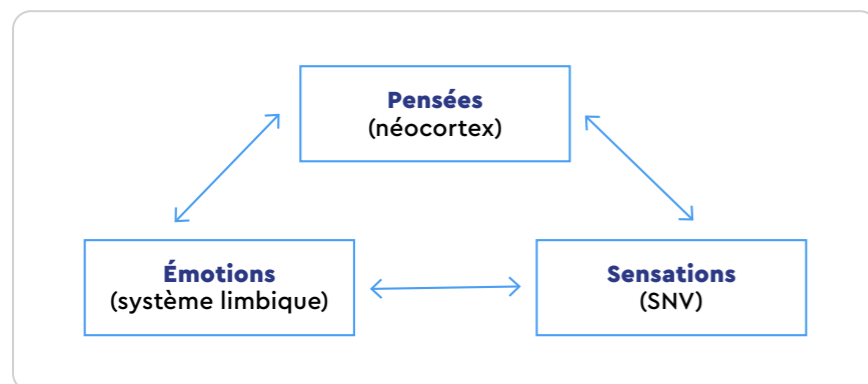 Pensées
(néocortex)
Émotions
(système limbique)
Sensations
(SNV)